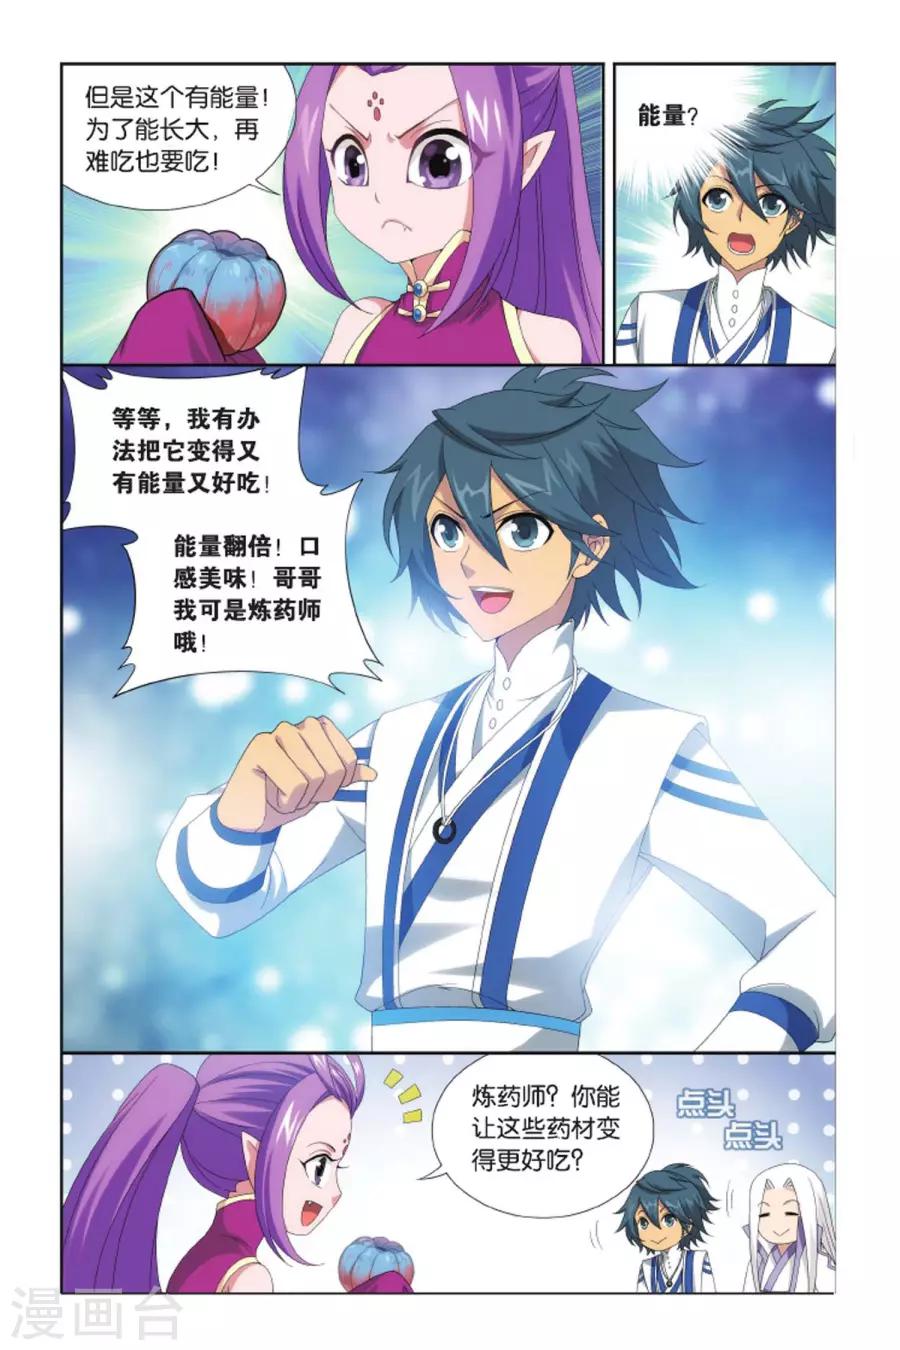 但是这个有能量！
为了能长大，再
难吃也要吃！
能量？
等等，我有办
法把它变得又
有能量又好吃！
能量翻倍！口
感美味！哥哥
我可是炼药师
哦！
炼药师？你能
让这些药材变
得更好吃？
点头
点头
漫画台